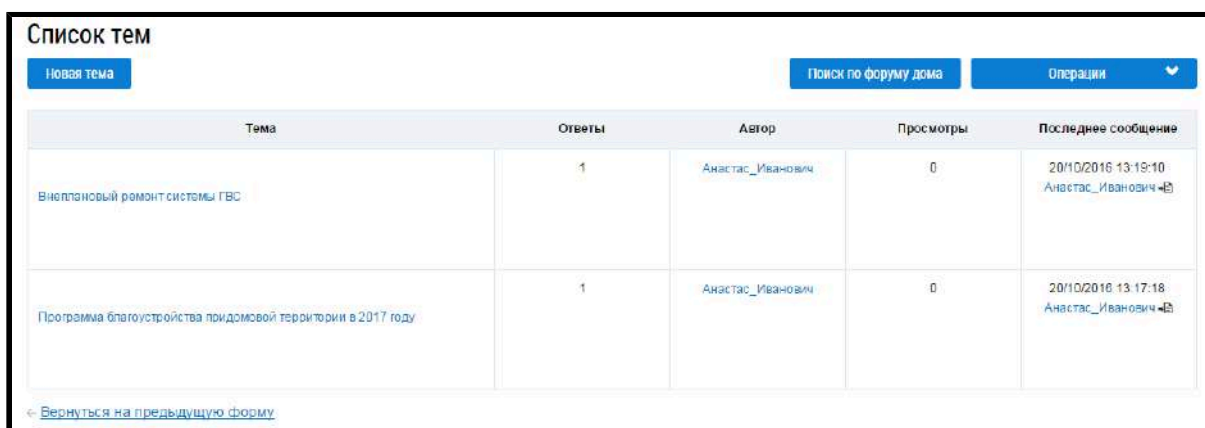 Список тем
Новая тема
Поиск по форуму дома
Операции
Тема
Ответы
Автор
Просмотры
Последнее сообщение
Внеплановый ремонт системы ГВС
1
Анастас_Иванович
0
20/10/2016 13:19:10
Анастас_Иванович
Программа благоустройства придомовой территории в 2017 году
1
Анастас_Иванович
0
20/10/2016 13:17:18
Анастас_Иванович
← Вернуться на предыдущую форму